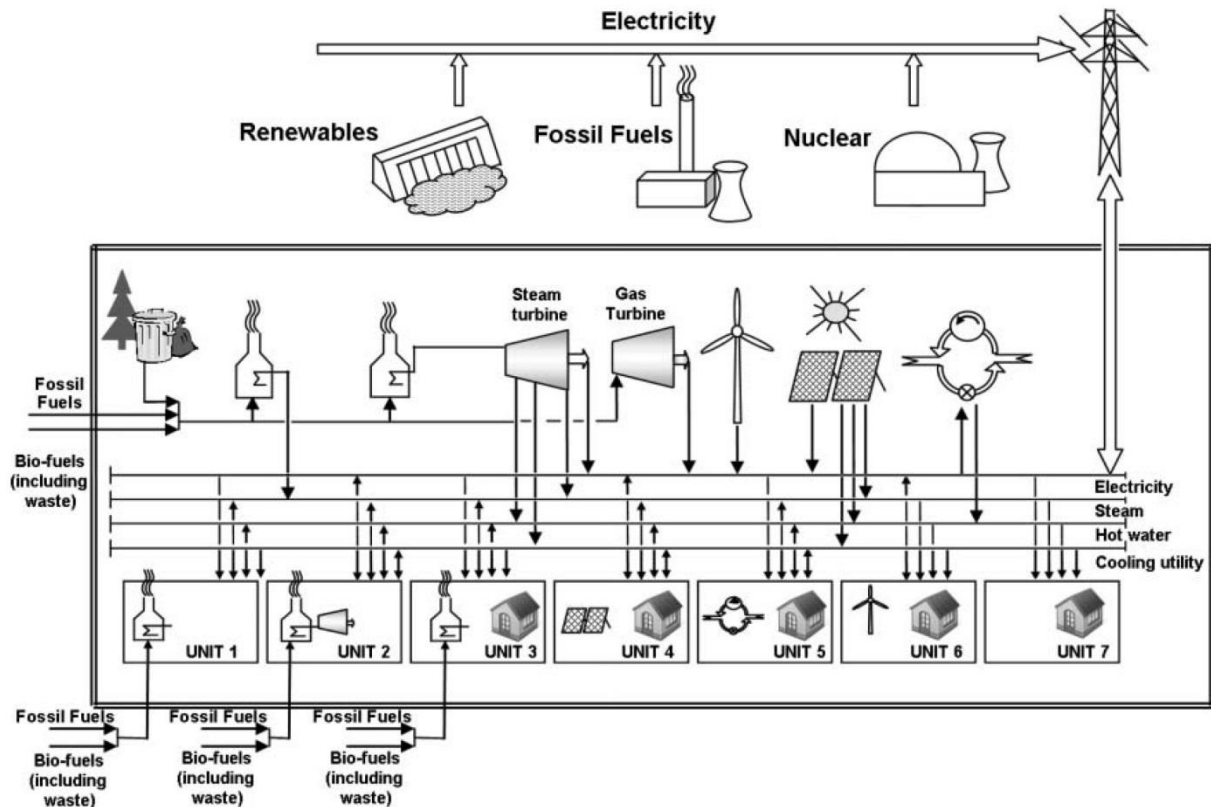 Electricity
Renewables
Fossil Fuels
Nuclear
Steam
turbine
Gas
Turbine
Fossil
Fuels
Bio-fuels
(including
waste)
Electricity
Steam
Hot water
Cooling utility
UNIT 1
UNIT 2
UNIT 3
UNIT 4
UNIT 5
UNIT 6
UNIT 7
Fossil Fuels
Bio-fuels
(including
waste)
Fossil Fuels
Bio-fuels
(including
waste)
Fossil Fuels
Bio-fuels
(including
waste)